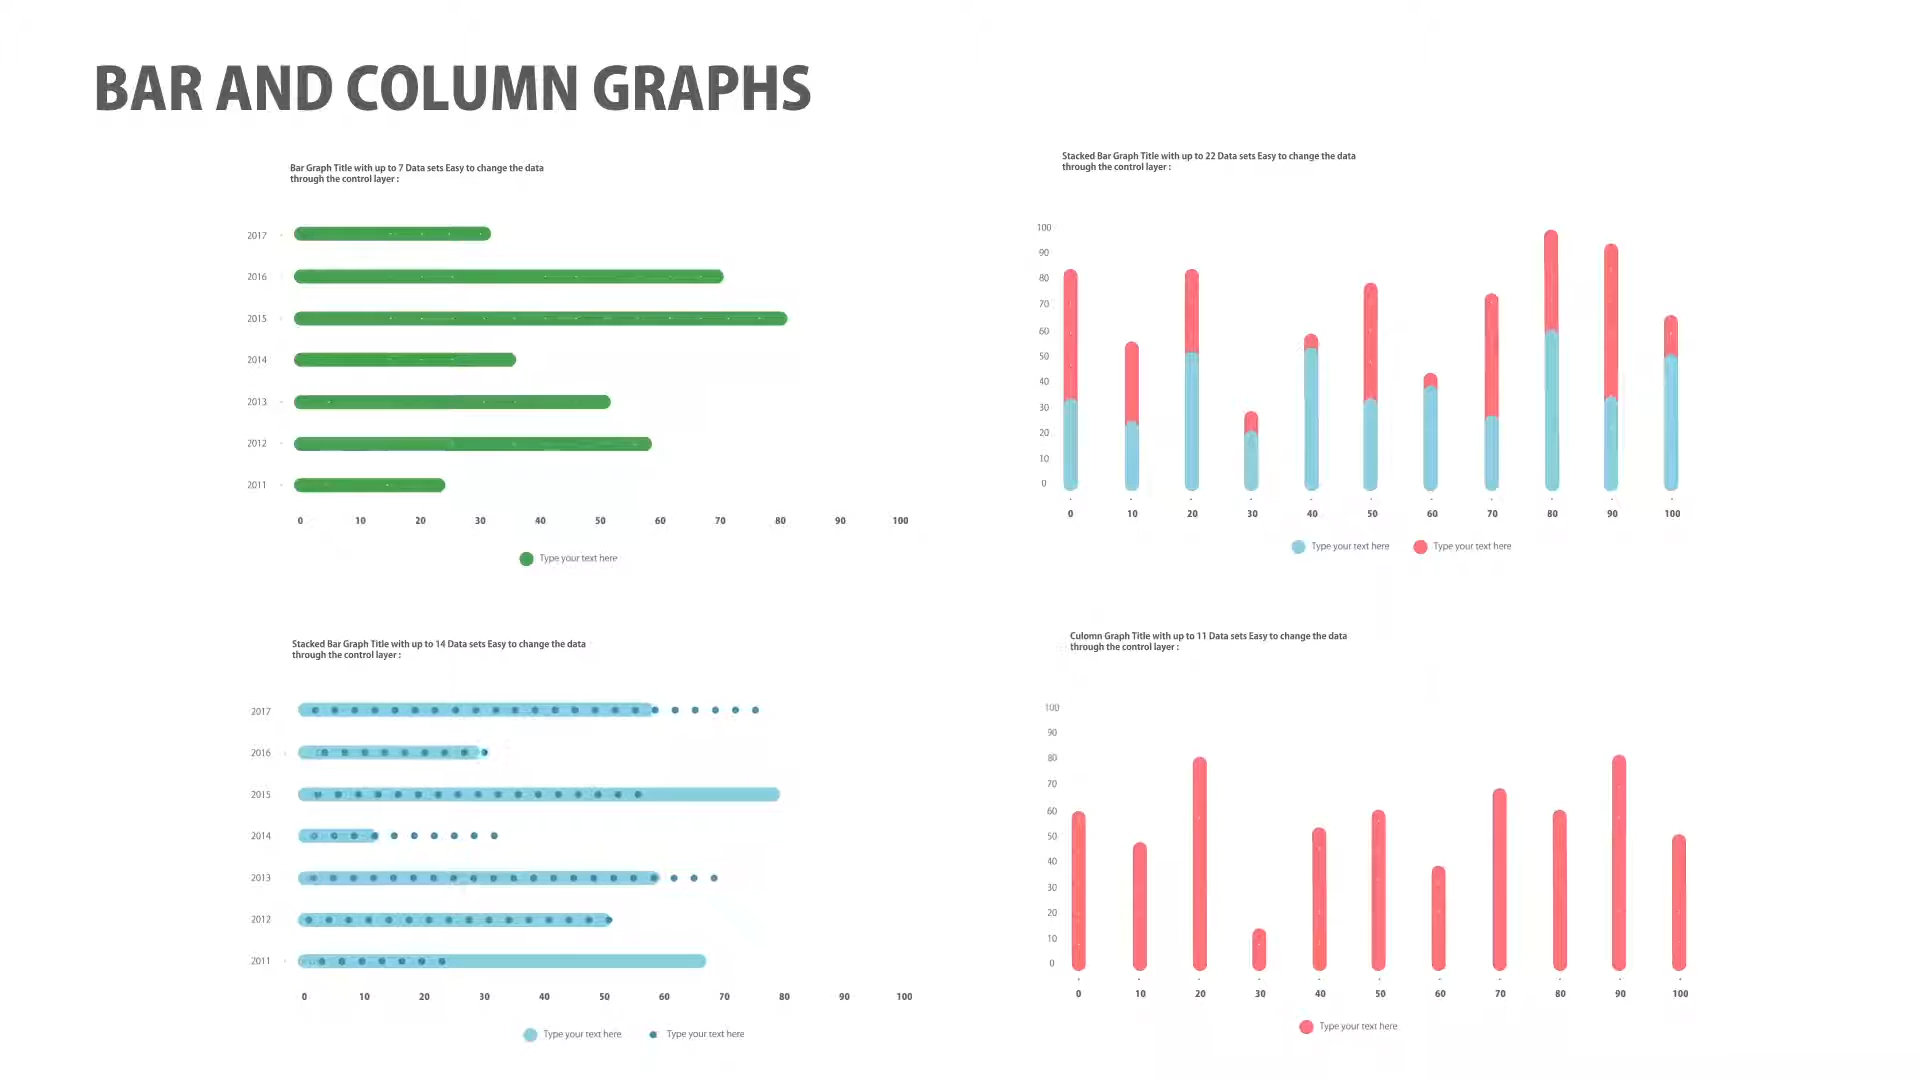 BAR AND COLUMN GRAPHS
Bar Graph Title with up to 7 Data sets Easy to change the data
through the control layer :
2017
2016
2015
2014
2013
2012
2011
0 10 20 30 40 50 60 70 80 90 100
Type your text here
Stacked Bar Graph Title with up to 22 Data sets Easy to change the data
through the control layer :
100
90
80
70
60
50
40
30
20
10
0
0 10 20 30 40 50 60 70 80 90 100
Type your text here Type your text here
Stacked Bar Graph Title with up to 14 Data sets Easy to change the data
through the control layer :
2017
2016
2015
2014
2013
2012
2011
0 10 20 30 40 50 60 70 80 90 100
Type your text here Type your text here
Culomn Graph Title with up to 11 Data sets Easy to change the data
through the control layer :
100
90
80
70
60
50
40
30
20
10
0
0 10 20 30 40 50 60 70 80 90 100
Type your text here